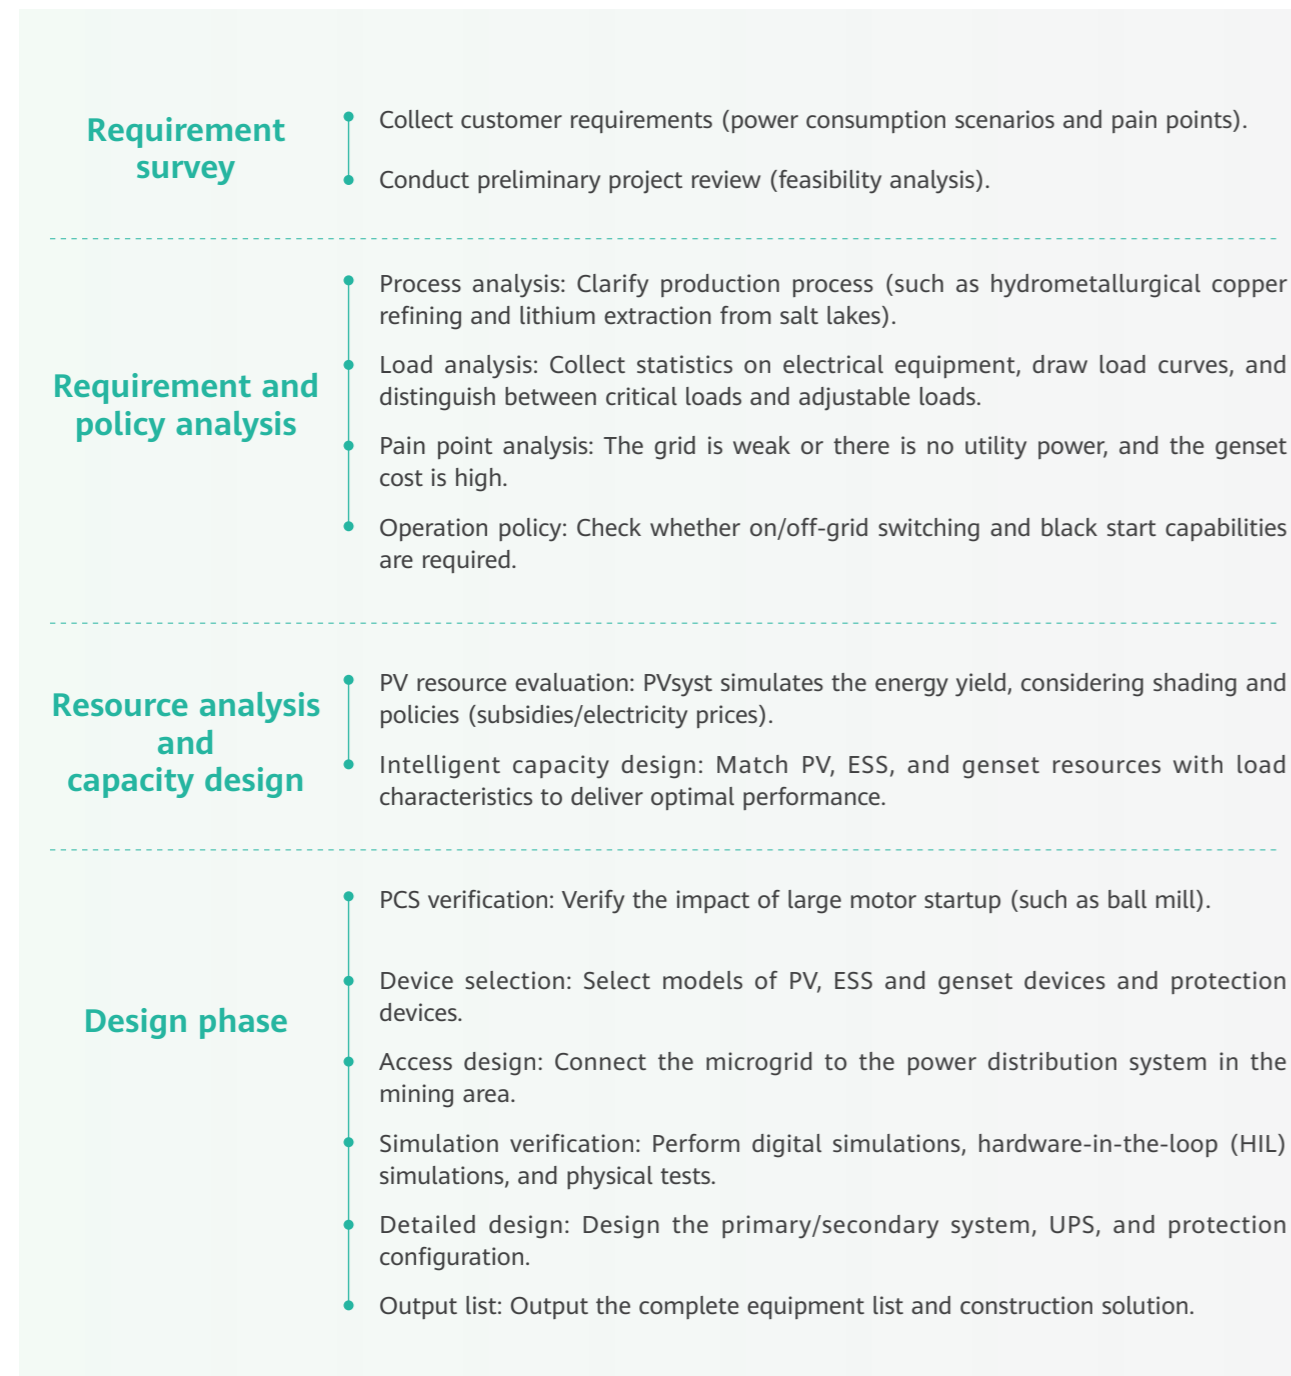 Requirement
survey
Collect customer requirements (power consumption scenarios and pain points).
Conduct preliminary project review (feasibility analysis).
Requirement and
policy analysis
Process analysis: Clarify production process (such as hydrometallurgical copper
refining and lithium extraction from salt lakes).
Load analysis: Collect statistics on electrical equipment, draw load curves, and
distinguish between critical loads and adjustable loads.
Pain point analysis: The grid is weak or there is no utility power, and the genset
cost is high.
Operation policy: Check whether on/off-grid switching and black start capabilities
are required.
Resource analysis
and
capacity design
PV resource evaluation: PVsyst simulates the energy yield, considering shading and
policies (subsidies/electricity prices).
Intelligent capacity design: Match PV, ESS, and genset resources with load
characteristics to deliver optimal performance.
Design phase
PCS verification: Verify the impact of large motor startup (such as ball mill).
Device selection: Select models of PV, ESS and genset devices and protection
devices.
Access design: Connect the microgrid to the power distribution system in the
mining area.
Simulation verification: Perform digital simulations, hardware-in-the-loop (HIL)
simulations, and physical tests.
Detailed design: Design the primary/secondary system, UPS, and protection
configuration.
Output list: Output the complete equipment list and construction solution.